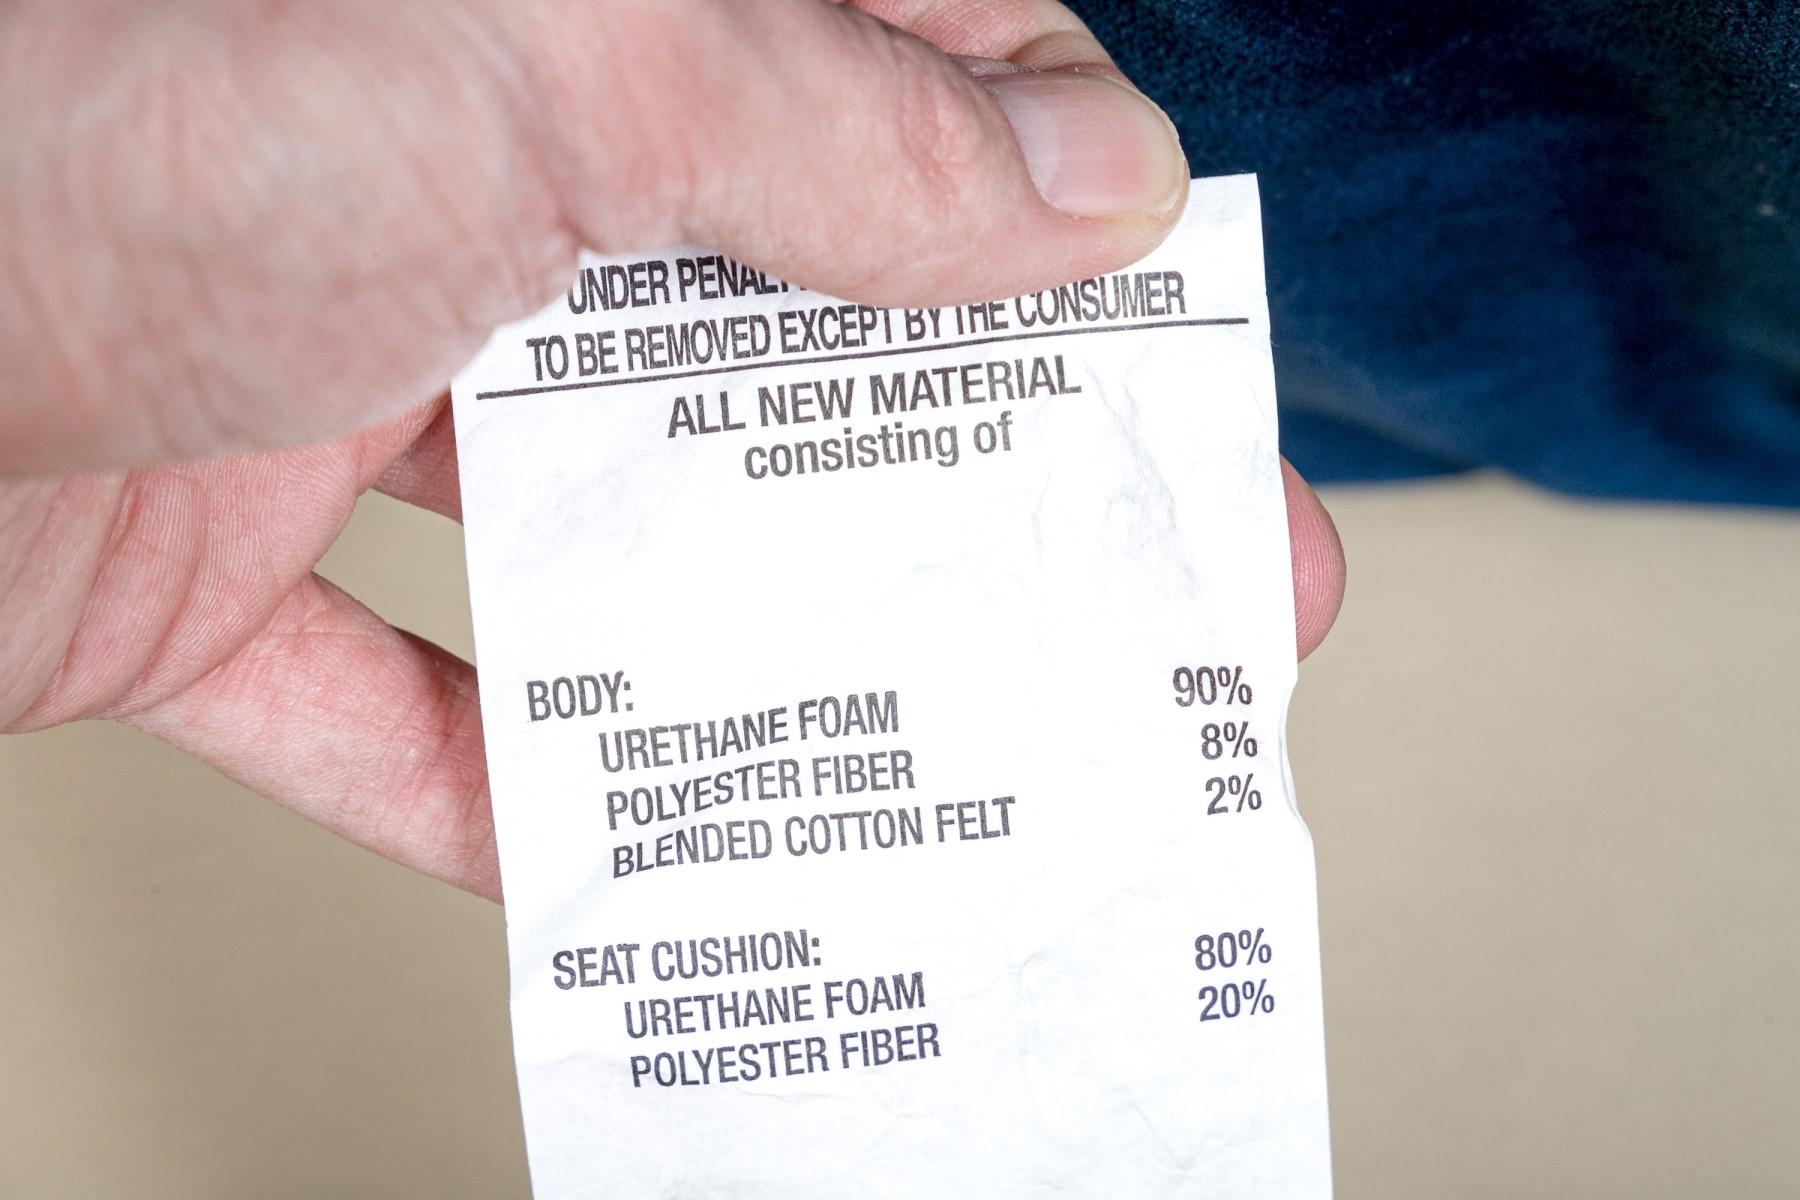 UNDER PENAL
TO BE REMOVED EXCEPT BY THE CONSUMER
ALL NEW MATERIAL
consisting of
BODY:
URETHANE FOAM 90%
POLYESTER FIBER 8%
BLENDED COTTON FELT 2%
SEAT CUSHION:
URETHANE FOAM 80%
POLYESTER FIBER 20%